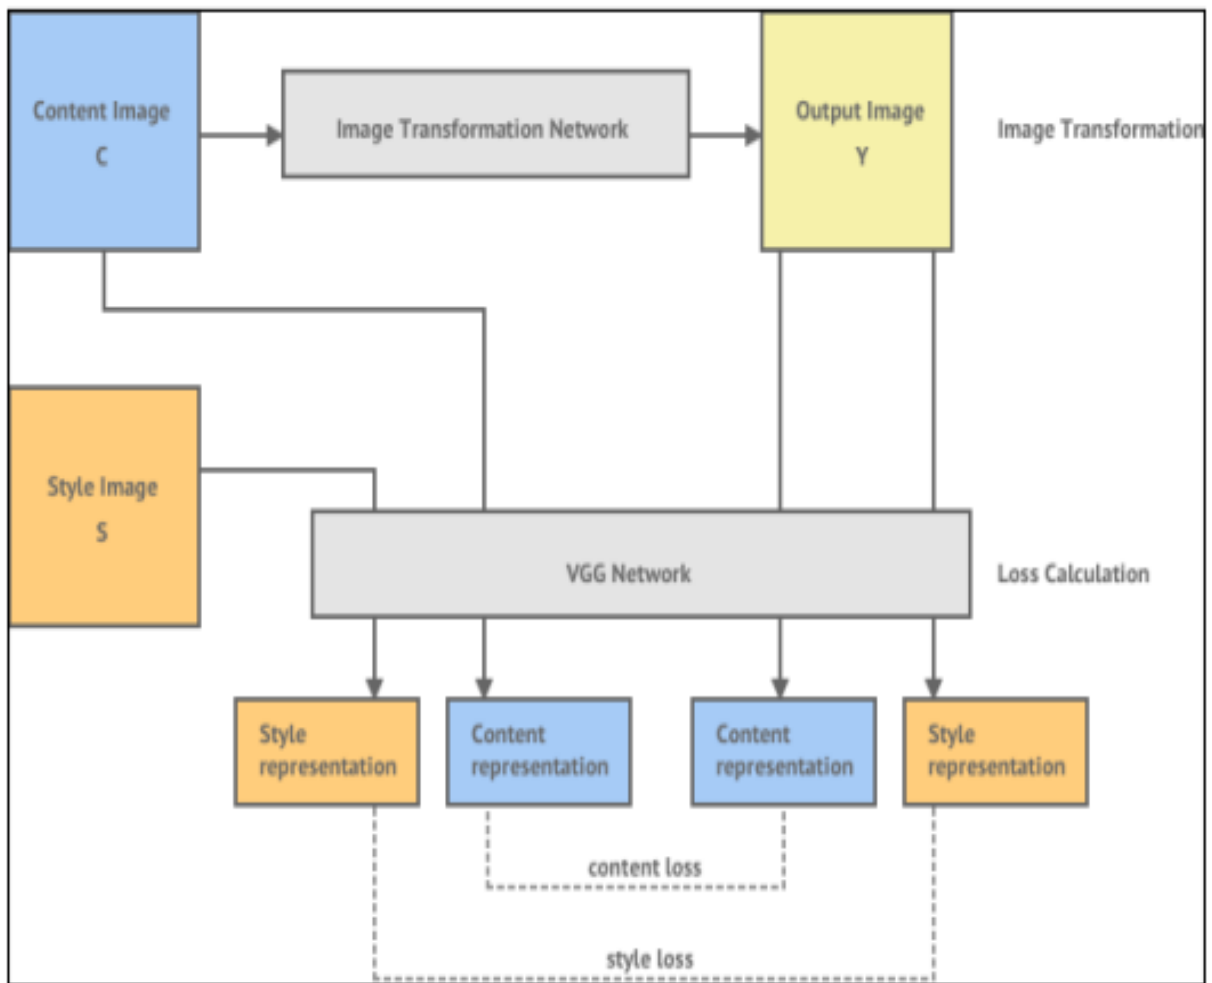 Content Image
C
Image Transformation Network
Output Image
Y
Image Transformation
Style Image
S
VGG Network
Loss Calculation
Style
representation
Content
representation
Content
representation
Style
representation
content loss
style loss